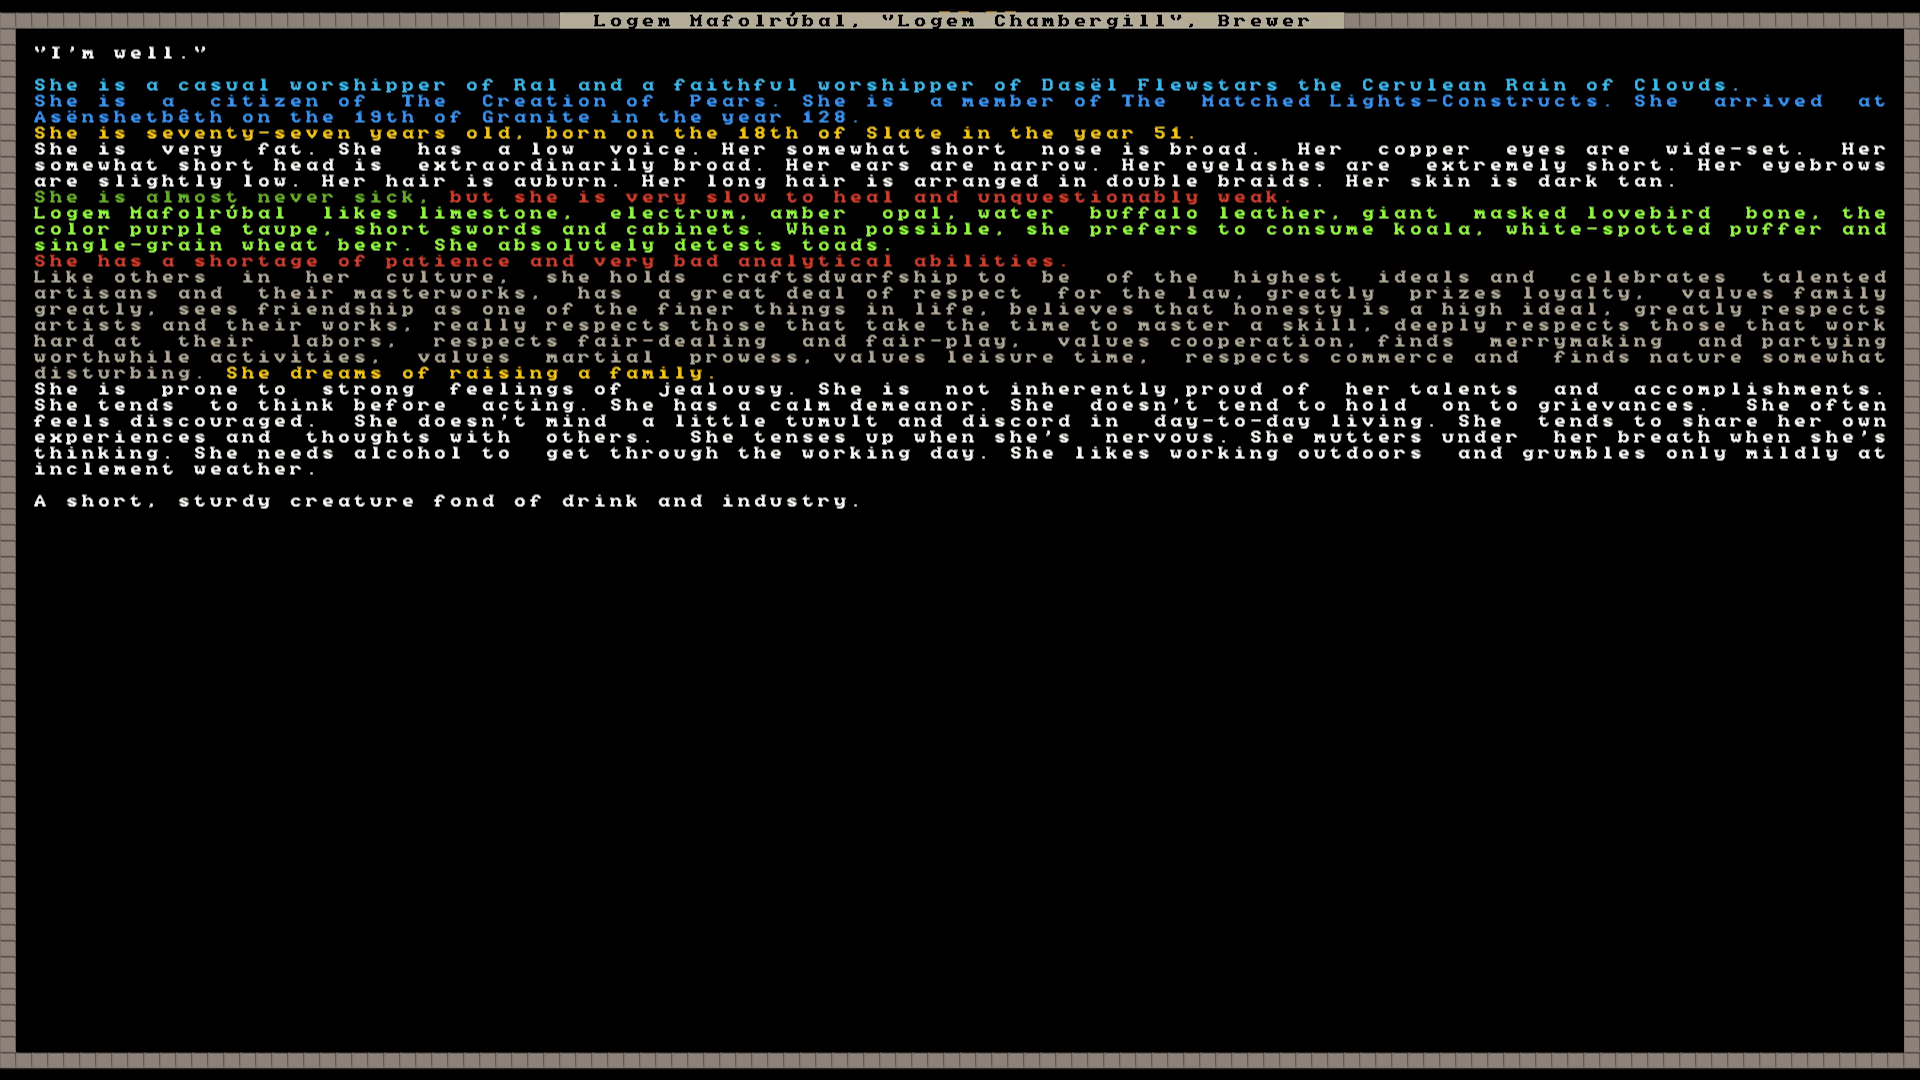 Logem Mafolrúbal, "Logem Chambergill", Brewer
"I'm well."
She is a casual worshipper of Ral and a faithful worshipper of Dasël Flewstars the Cerulean Rain of Clouds.
She is a citizen of The Creation of Pears. She is a member of The Matched Lights-Constructs. She arrived at
Asënshetbêth on the 19th of Granite in the year 128.
She is seventy-seven years old, born on the 18th of Slate in the year 51.
She is very fat. She has a low voice. Her somewhat short nose is broad. Her copper eyes are wide-set. Her
somewhat short head is extraordinarily broad. Her ears are narrow. Her eyelashes are extremely short. Her eyebrows
are slightly low. Her hair is auburn. Her long hair is arranged in double braids. Her skin is dark tan.
She is almost never sick, but she is very slow to heal and unquestionably weak.
Logem Mafolrúbal likes limestone, electrum, amber opal, water buffalo leather, giant masked lovebird bone, the
color purple taupe, short swords and cabinets. When possible, she prefers to consume koala, white-spotted puffer and
single-grain wheat beer. She absolutely detests toads.
She has a shortage of patience and very bad analytical abilities.
Like others in her culture, she holds craftsdwarfship to be of the highest ideals and celebrates talented
artisans and their masterworks, has a great deal of respect for the law, greatly prizes loyalty, values family
greatly, sees friendship as one of the finer things in life, believes that honesty is a high ideal, greatly respects
artists and their works, really respects those that take the time to master a skill, deeply respects those that work
hard at their labors, respects fair-dealing and fair-play, values cooperation, finds merrymaking and partying
worthwhile activities, values martial prowess, values leisure time, respects commerce and finds nature somewhat
disturbing. She dreams of raising a family.
She is prone to strong feelings of jealousy. She is not inherently proud of her talents and accomplishments.
She tends to think before acting. She has a calm demeanor. She doesn't tend to hold on to grievances. She often
feels discouraged. She doesn't mind a little tumult and discord in day-to-day living. She tends to share her own
experiences and thoughts with others. She tenses up when she's nervous. She mutters under her breath when she's
thinking. She needs alcohol to get through the working day. She likes working outdoors and grumbles only mildly at
inclement weather.
A short, sturdy creature fond of drink and industry.